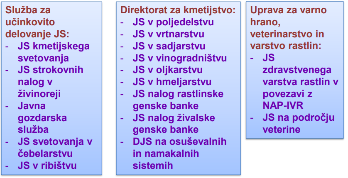 Služba za
učinkovito
delovanje JS:
- JS kmetijskega
svetovanja
- JS strokovnih
nalog v
živinoreji
- Javna
gozdarska
služba
- JS svetovanja v
čebelarstvu
- JS v ribištvu
Direktorat za kmetijstvo:
- JS v poljedelstvu
- JS v vrtnarstvu
- JS v sadjarstvu
- JS v vinogradništvu
- JS v oljkarstvu
- JS v hmeljarstvu
- JS nalog rastlinske
genske banke
- JS nalog živalske
genske banke
- DJS na osuševalnih
in namakalnih
sistemih
Uprava za varno
hrano,
veterinarstvo in
varstvo rastlin:
- JS
zdravstvenega
varstva rastlin v
povezavi z
NAP-IVR
- JS na področju
veterine